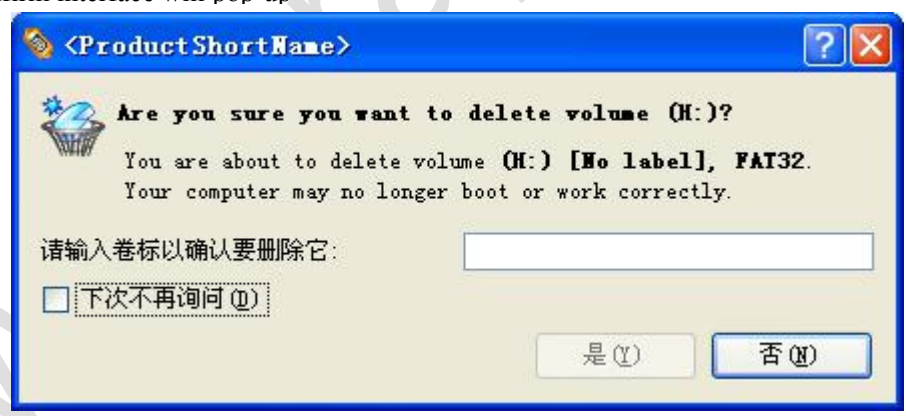 <ProductShortName>
Are you sure you want to delete volume (H:)?
You are about to delete volume (H:) [No label], FAT32.
Your computer may no longer boot or work correctly.
请输入卷标以确认要删除它:
下次不再询问(D)
是(Y)
否(N)